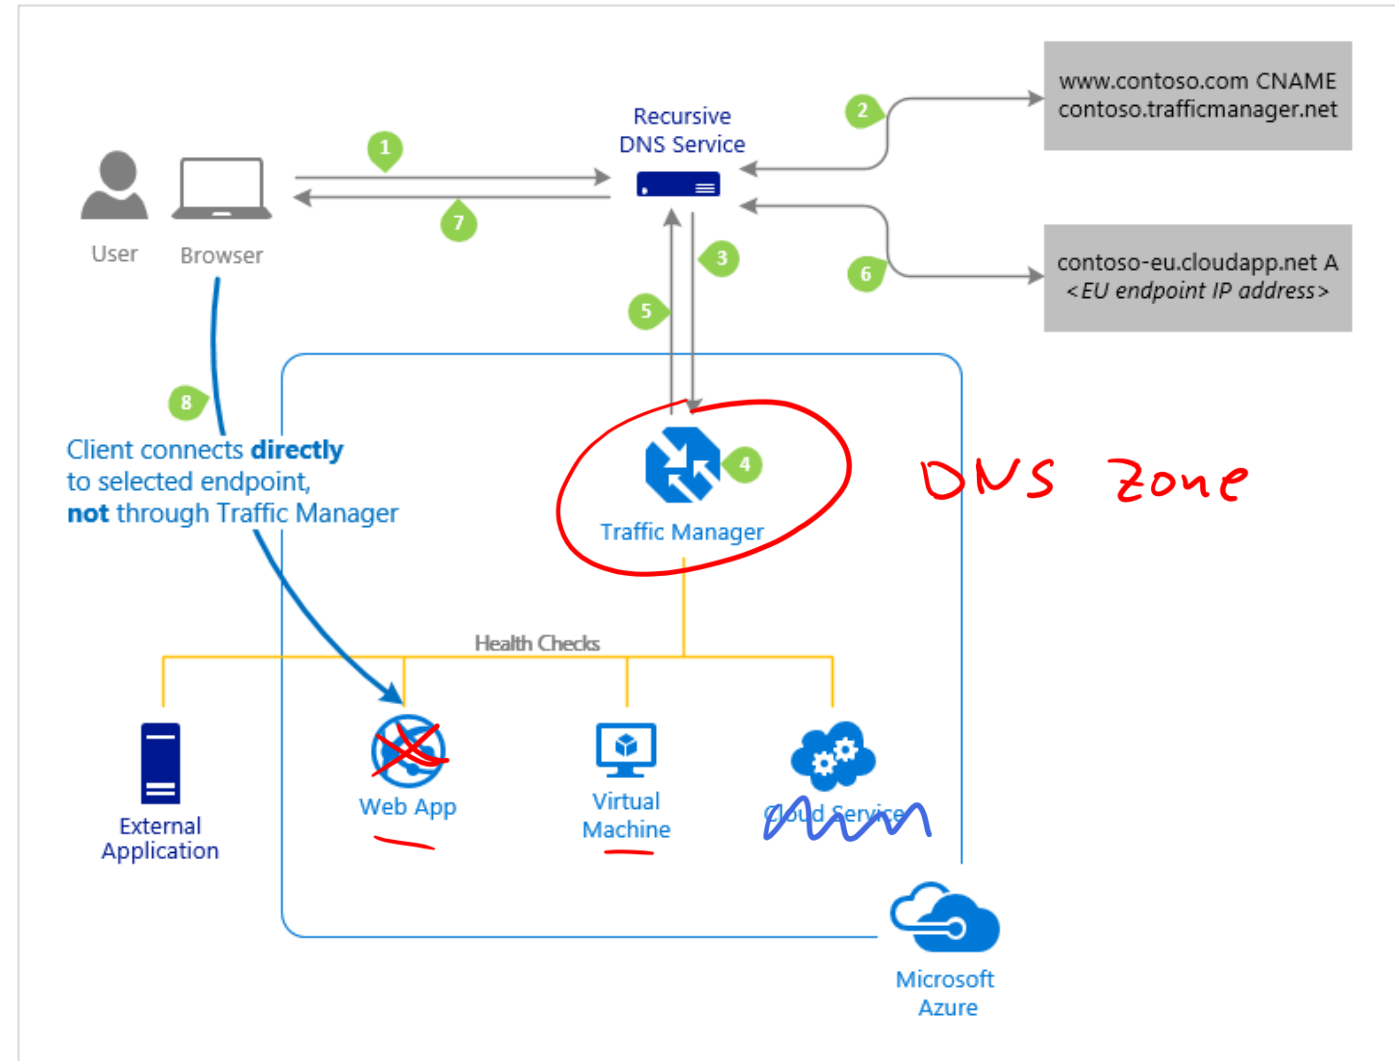 www.contoso.com CNAME
contoso.trafficmanager.net
Recursive
DNS Service
2
1
7
User
Browser
3
6
contoso-eu.cloudapp.net A
<EU endpoint IP address>
5
8
Client connects directly
to selected endpoint,
not through Traffic Manager
4
Traffic Manager
DNS Zone
Health Checks
External
Application
Web App
Virtual
Machine
Cloud Service
Microsoft
Azure